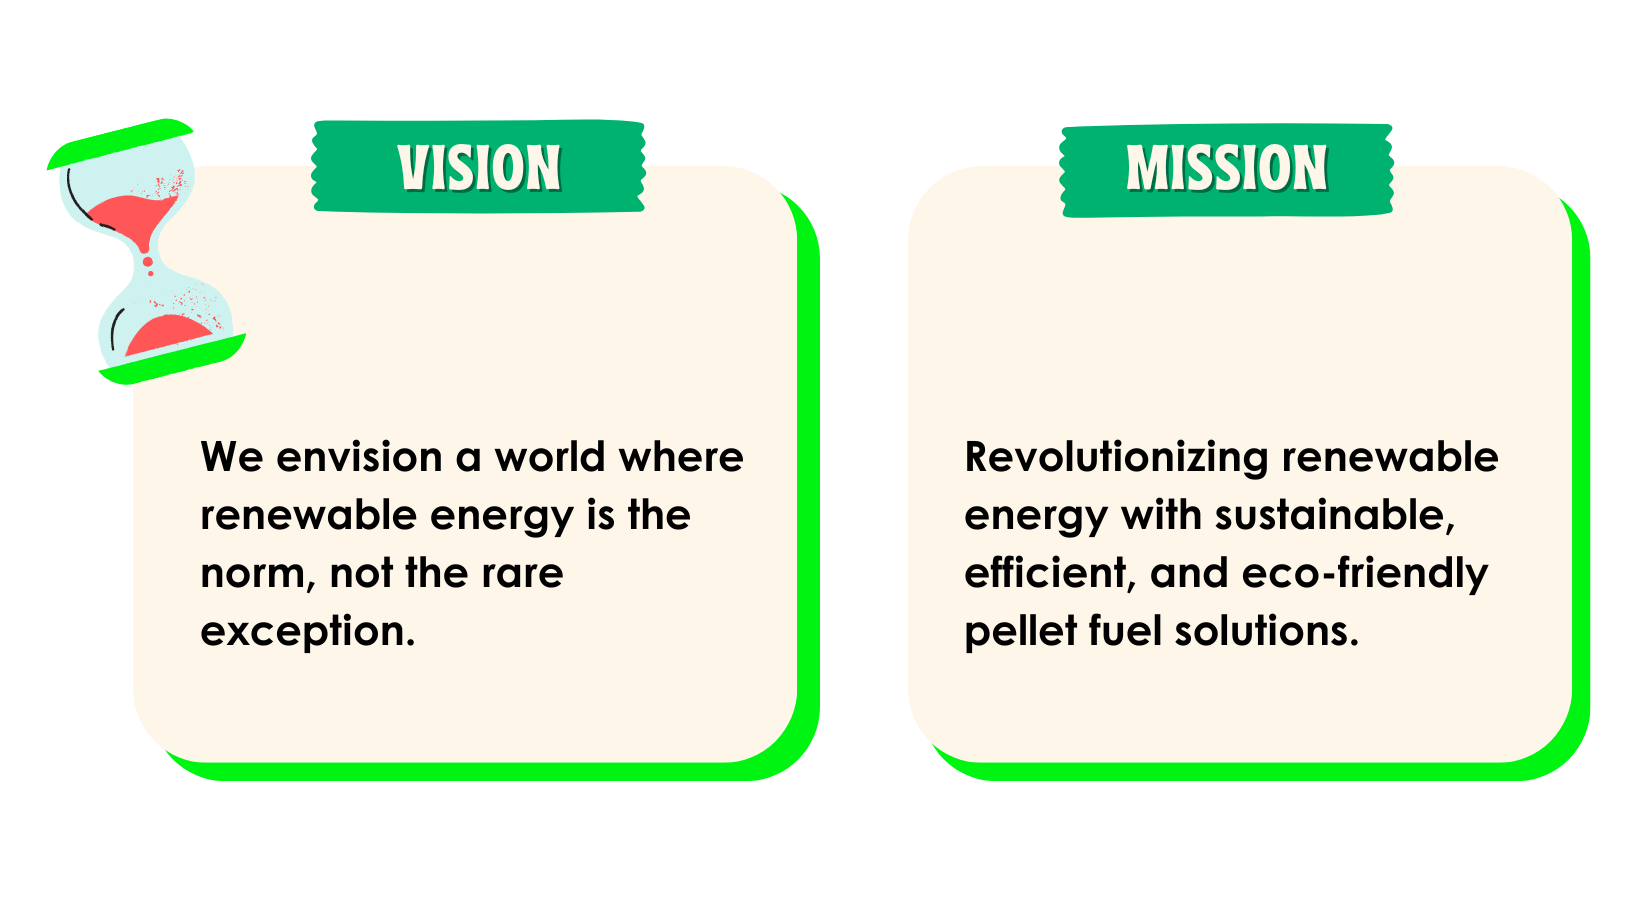 VISION
We envision a world where
renewable energy is the
norm, not the rare
exception.
MISSION
Revolutionizing renewable
energy with sustainable,
efficient, and eco-friendly
pellet fuel solutions.